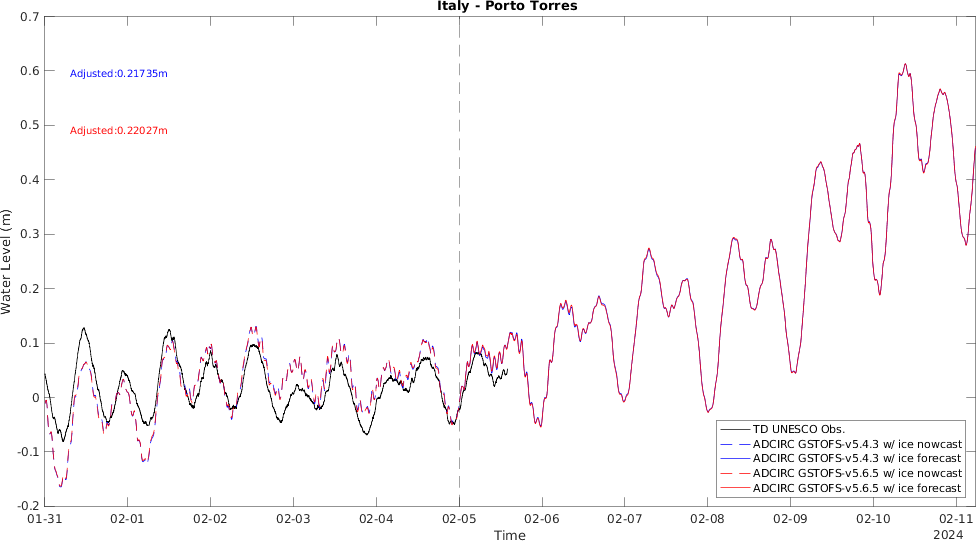 Italy - Porto Torres
Water Level (m)
0.7
0.6
0.5
0.4
0.3
0.2
0.1
0
-0.1
-0.2
Adjusted:0.21735m
Adjusted:0.22027m
TD UNESCO Obs.
ADCIRC GSTOFS-v5.4.3 w/ ice nowcast
ADCIRC GSTOFS-v5.4.3 w/ ice forecast
ADCIRC GSTOFS-v5.6.5 w/ ice nowcast
ADCIRC GSTOFS-v5.6.5 w/ ice forecast
01-31 02-01 02-02 02-03 02-04 02-05 02-06 02-07 02-08 02-09 02-10 02-11
Time
2024